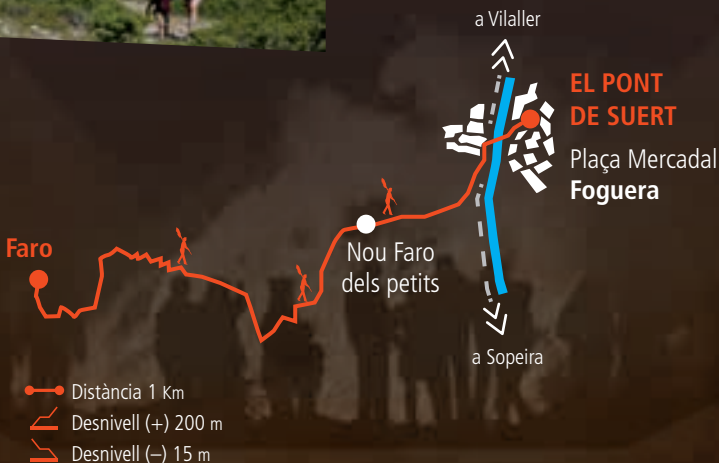 a Vilaller
EL PONT
DE SUERT
Plaça Mercadal
Foguera
Faro
Nou Faro
dels petits
a Sopeira
Distància 1 Km
Desnivell (+) 200 m
Desnivell (–) 15 m